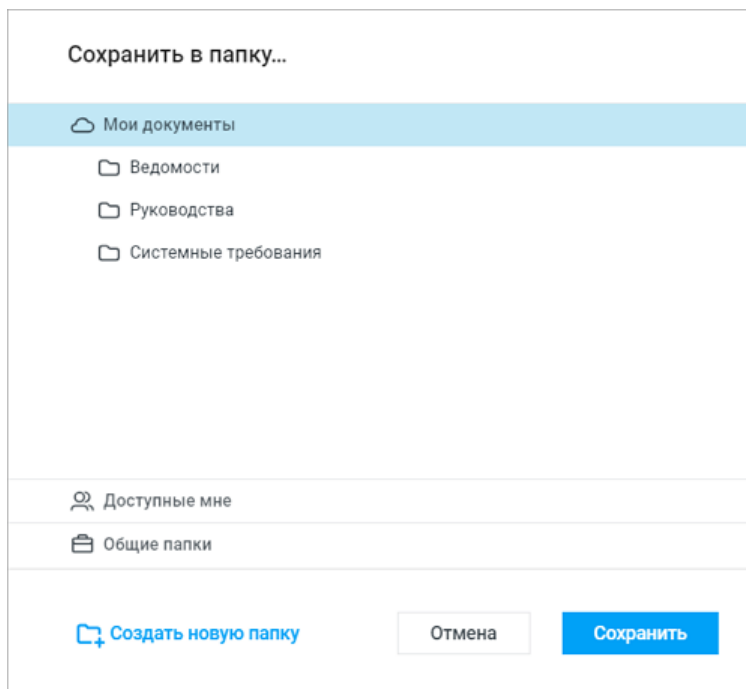 Сохранить в папку...
Мои документы
Ведомости
Руководства
Системные требования
Доступные мне
Общие папки
Создать новую папку
Отмена
Сохранить